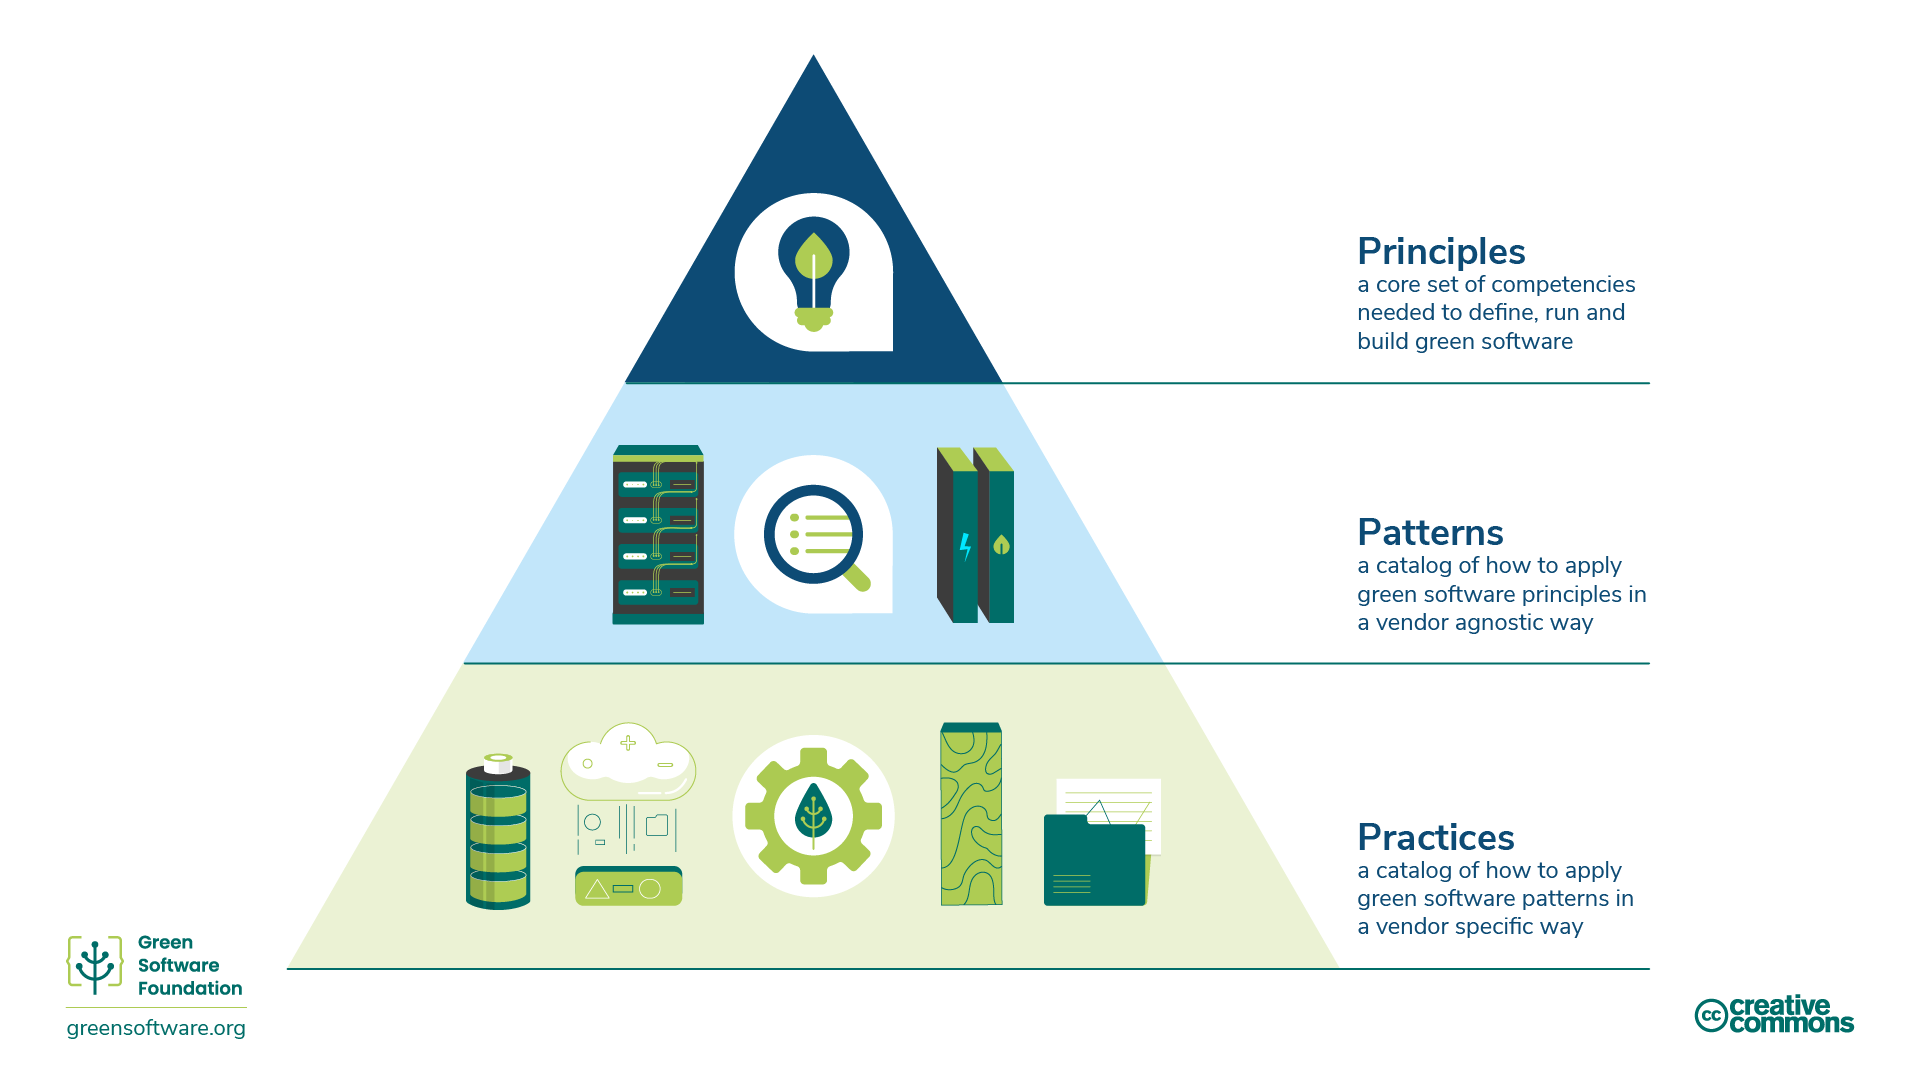 Principles
a core set of competencies
needed to define, run and
build green software
Patterns
a catalog of how to apply
green software principles in
a vendor agnostic way
Practices
a catalog of how to apply
green software patterns in
a vendor specific way
Green
Software
Foundation
greensoftware.org
cc creative
commons